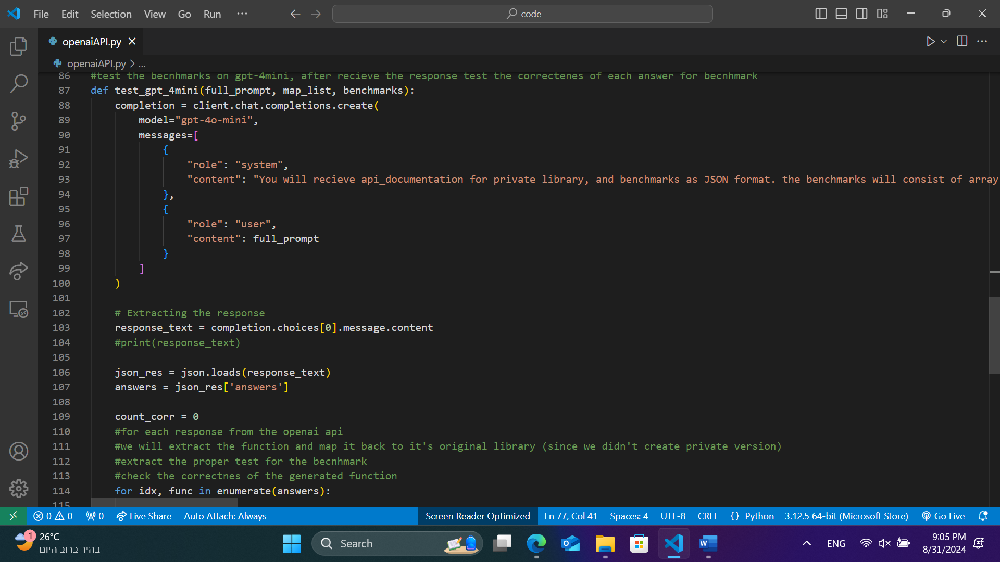 File Edit Selection View Go Run ··· code
openaiAPI.py
openaiAPI.py > ...
86 #test the becnhmarks on gpt-4mini, after recieve the response test the correctenes of each answer for becnhmark
87 def test_gpt_4mini(full_prompt, map_list, benchmarks):
88 completion = client.chat.completions.create(
89 model="gpt-4o-mini",
90 messages=[
91 {
92 "role": "system",
93 "content": "You will recieve api_documentation for private library, and benchmarks as JSON format. the benchmarks will consist of array
94 },
95 {
96 "role": "user",
97 "content": full_prompt
98 }
99 ]
100 )
101
102 # Extracting the response
103 response_text = completion.choices[0].message.content
104 #print(response_text)
105
106 json_res = json.loads(response_text)
107 answers = json_res['answers']
108
109 count_corr = 0
110 #for each response from the openai api
111 #we will extract the function and map it back to it's original library (since we didn't create private version)
112 #extract the proper test for the becnhmark
113 #check the correctnes of the generated function
114 for idx, func in enumerate(answers):
115
0 0 0 Live Share Auto Attach: Always Screen Reader Optimized Ln 77, Col 41 Spaces: 4 UTF-8 CRLF {} Python 3.12.5 64-bit (Microsoft Store) Go Live
1 26°C
בהיר ברוב היום
Search
ENG
9:05 PM
8/31/2024